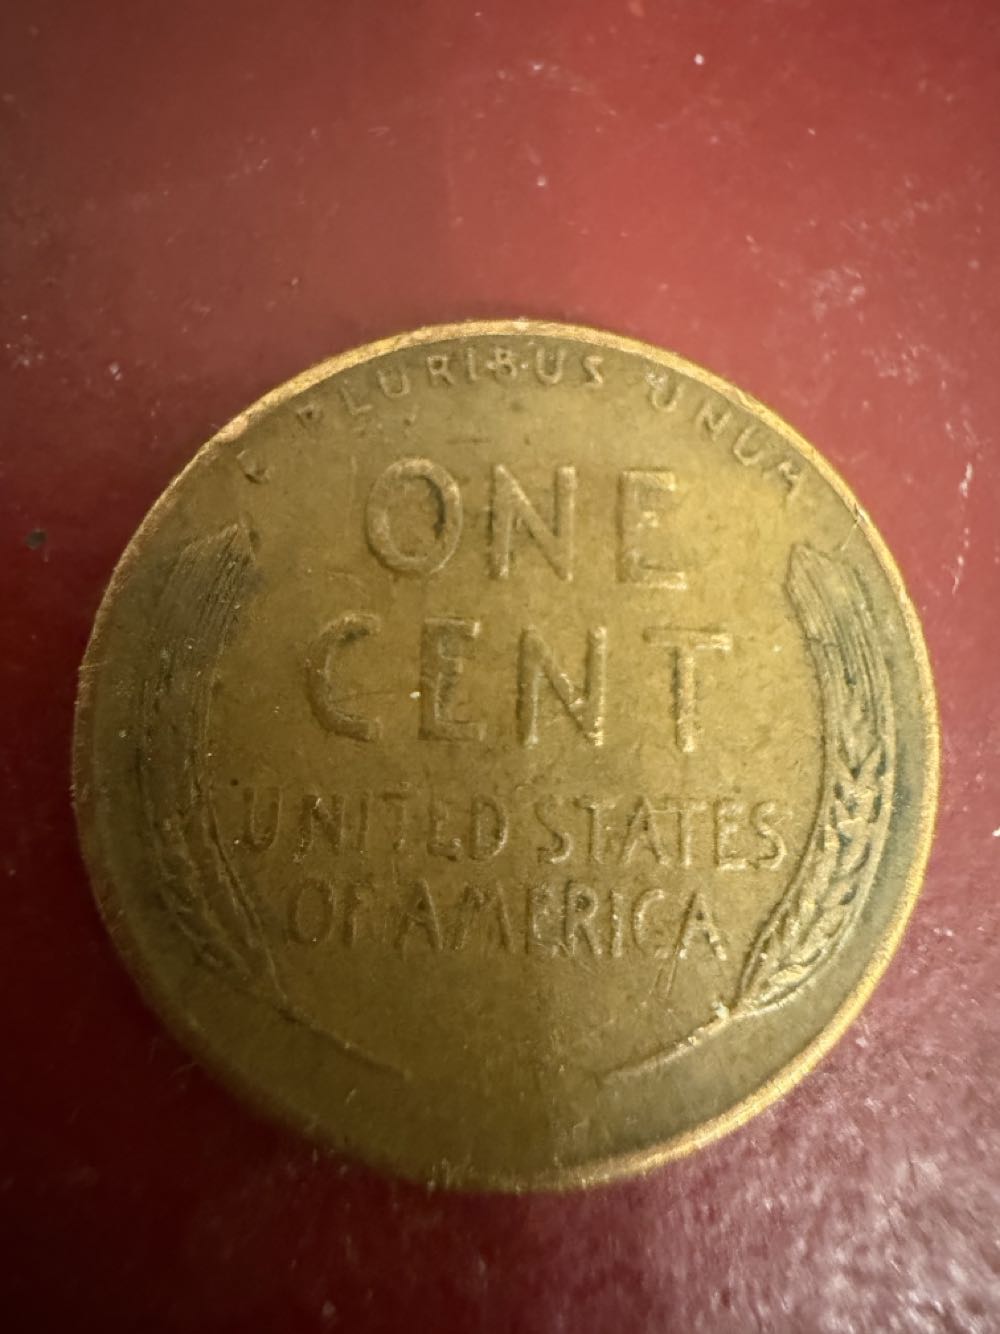 E PLURIBUS UNUM
ONE
CENT
UNITED STATES
OF AMERICA